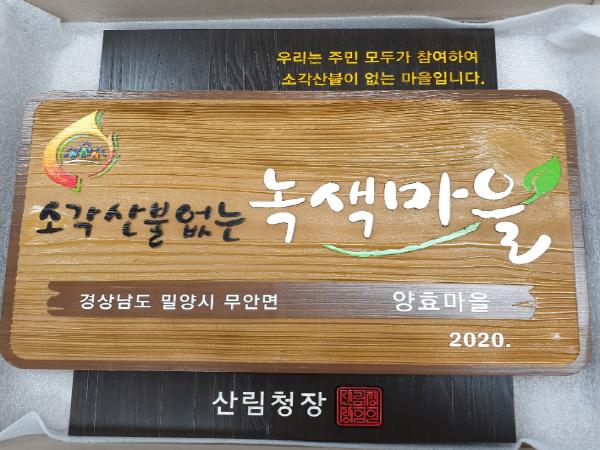 우리는 주민 모두가 참여하여
소각산불이 없는 마을입니다.
소각산불없는 녹색마을
경상남도 밀양시 무안면 양효마을
2020.
산림청장